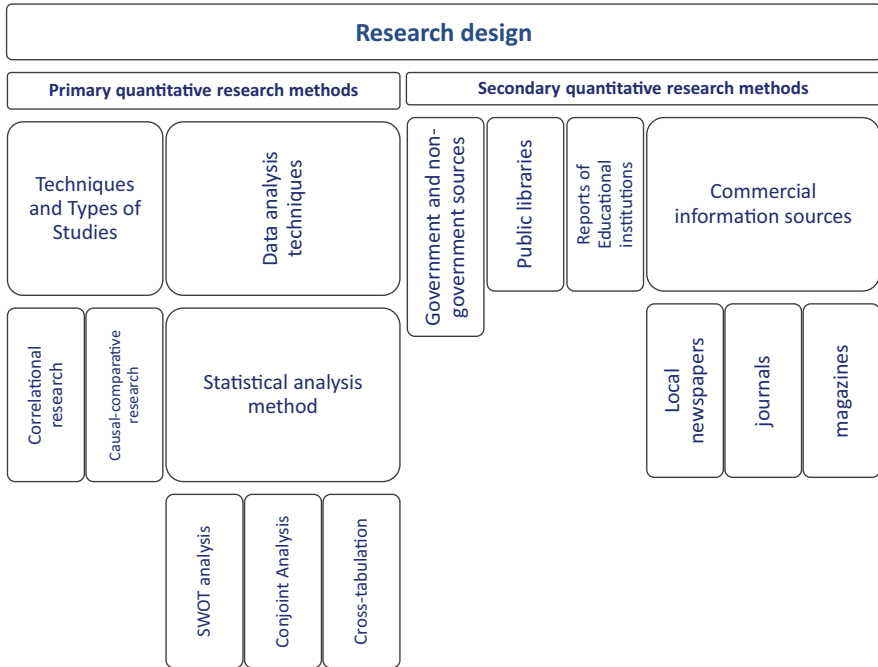 Research design
Primary quantitative research methods
Secondary quantitative research methods
Techniques
and Types of
Studies
Data analysis
techniques
Government and non-
government sources
Public libraries
Reports of
Educational
institutions
Commercial
information sources
Correlational
research
Causal-comparative
research
Statistical analysis
method
Local
newspapers
journals
magazines
SWOT analysis
Conjoint Analysis
Cross-tabulation